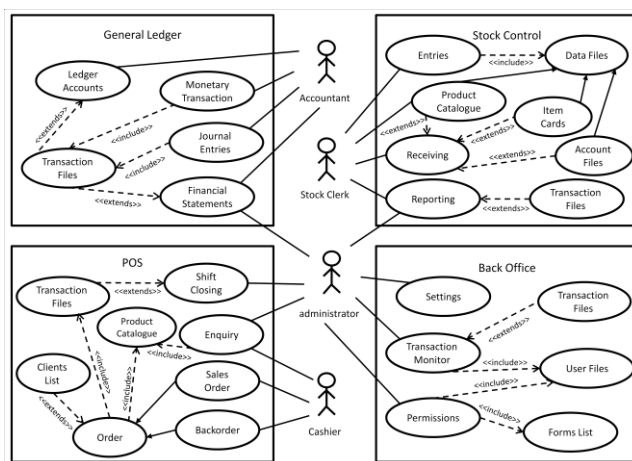 General Ledger
Ledger
Accounts
Monetary
Transaction
<<extends>>
<<include>>
Journal
Entries
<<include>>
Transaction
Files
<<extends>>
Financial
Statements
Accountant
Stock Clerk
administrator
Cashier
Stock Control
Entries
<<include>>
Data Files
Product
Catalogue
Item
Cards
<<extends>>
<<extends>>
Receiving
<<extends>>
Account
Files
Reporting
<<extends>>
Transaction
Files
POS
Transaction
Files
<<extends>>
Shift
Closing
Product
Catalogue
Enquiry
<<include>>
Clients
List
<<include>>
<<include>>
Sales
Order
<<extends>>
Order
Backorder
Back Office
Settings
Transaction
Files
<<extends>>
Transaction
Monitor
<<include>>
User Files
<<include>>
Permissions
<<include>>
Forms List